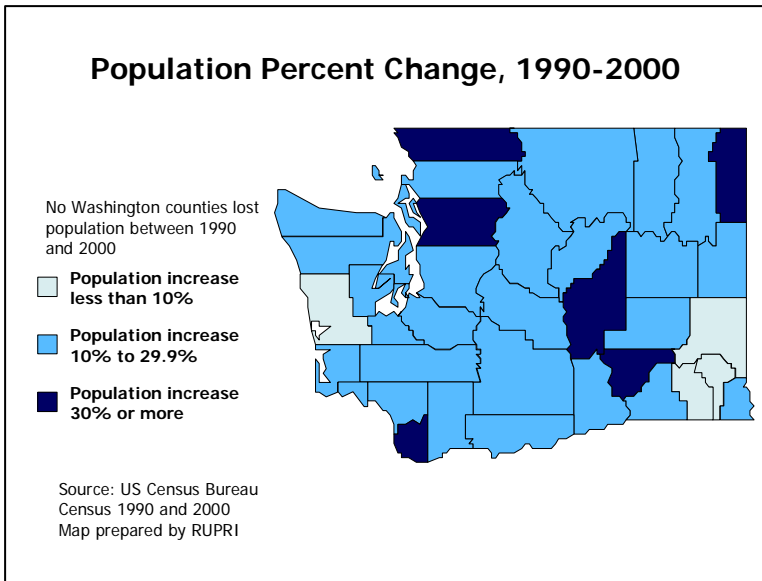 Population Percent Change, 1990-2000
No Washington counties lost
population between 1990
and 2000
Population increase
less than 10%
Population increase
10% to 29.9%
Population increase
30% or more
Source: US Census Bureau
Census 1990 and 2000
Map prepared by RUPRI